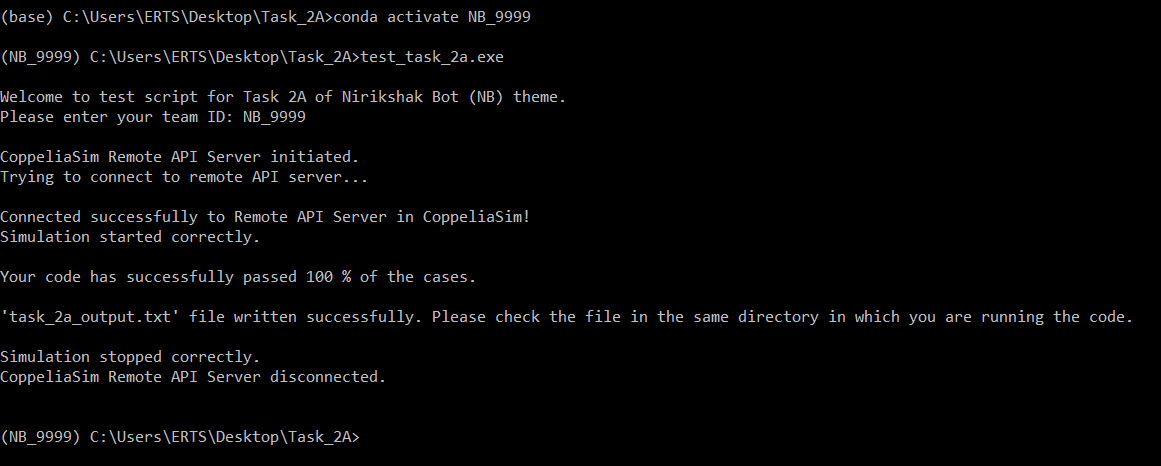 (base) C:\Users\ERTS\Desktop\Task_2A>conda activate NB_9999
(NB_9999) C:\Users\ERTS\Desktop\Task_2A>test_task_2a.exe
Welcome to test script for Task 2A of Nirikshak Bot (NB) theme.
Please enter your team ID: NB_9999
CoppeliaSim Remote API Server initiated.
Trying to connect to remote API server...
Connected successfully to Remote API Server in CoppeliaSim!
Simulation started correctly.
Your code has successfully passed 100 % of the cases.
'task_2a_output.txt' file written successfully. Please check the file in the same directory in which you are running the code.
Simulation stopped correctly.
CoppeliaSim Remote API Server disconnected.
(NB_9999) C:\Users\ERTS\Desktop\Task_2A>